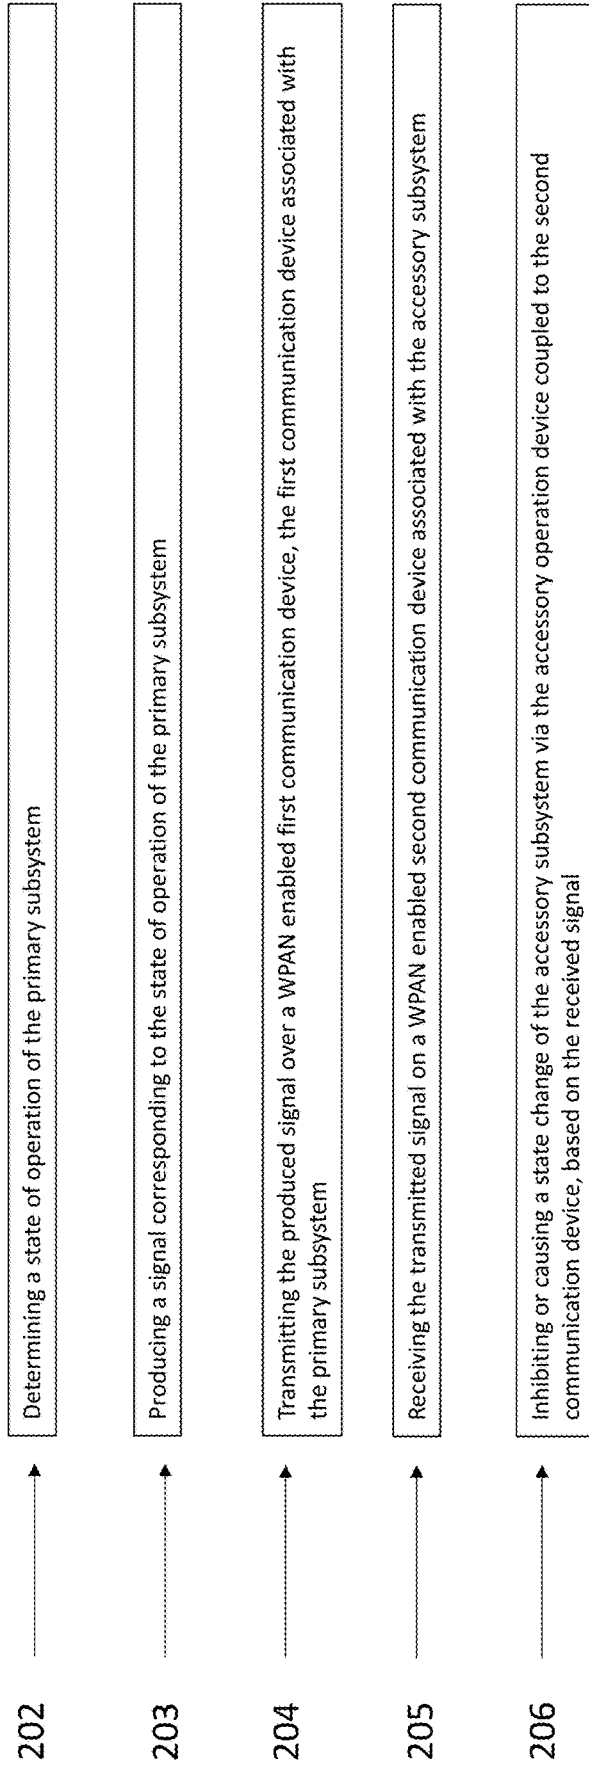 202
Determining a state of operation of the primary subsystem
203
Producing a signal corresponding to the state of operation of the primary subsystem
204
Transmitting the produced signal over a WPAN enabled first communication device, the first communication device associated with
the primary subsystem
205
Receiving the transmitted signal on a WPAN enabled second communication device associated with the accessory subsystem
206
Inhibiting or causing a state change of the accessory subsystem via the accessory operation device coupled to the second
communication device, based on the received signal